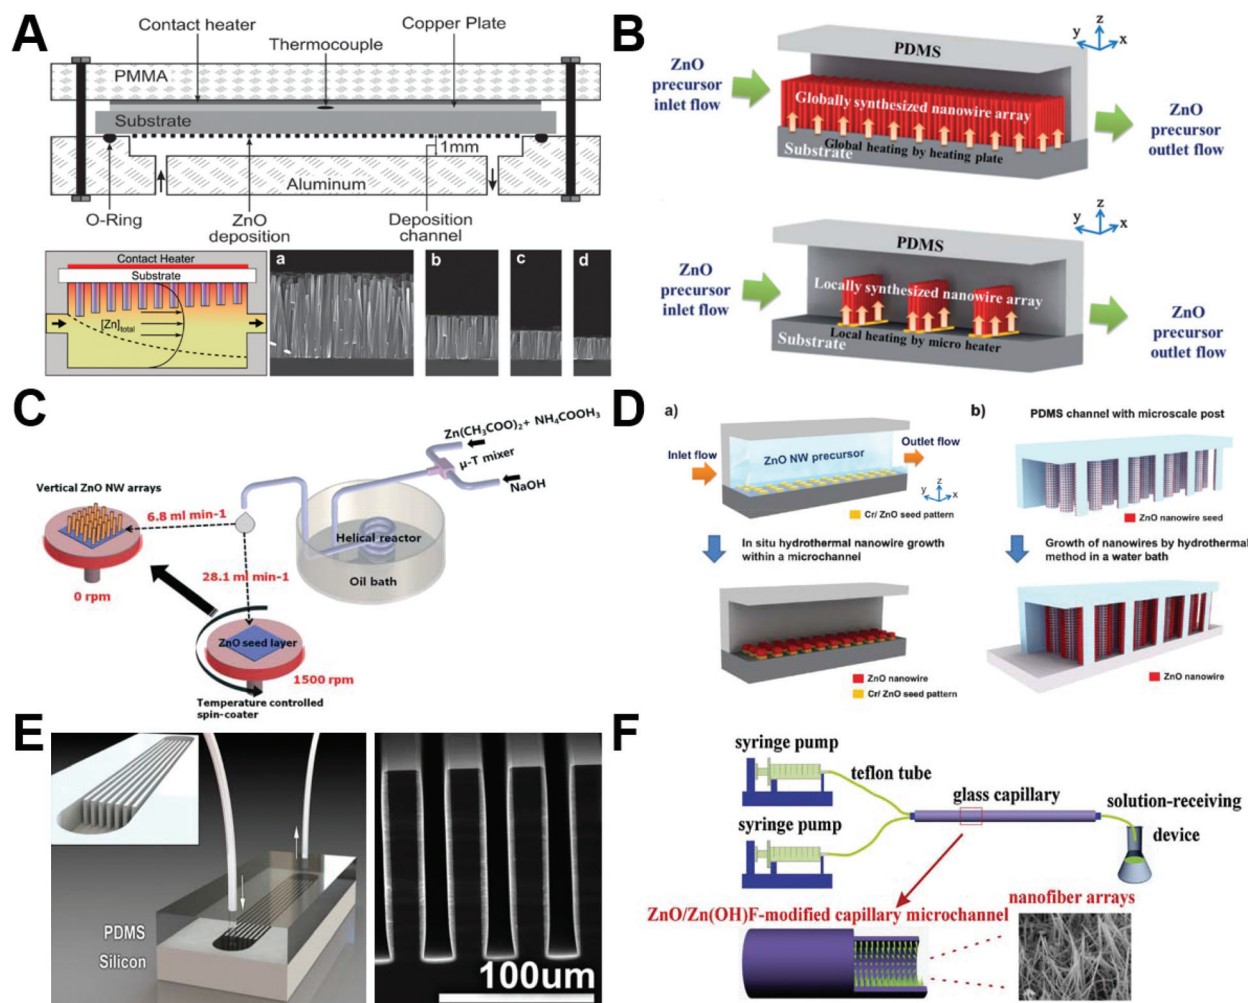 A
Contact heater
Copper Plate
Thermocouple
PMMA
Substrate
1mm
Aluminum
O-Ring
ZnO
deposition
Deposition
channel
Contact Heater
Substrate
[Zn]total
a
b
c
d
B
PDMS
z
y
x
ZnO
precursor
inlet flow
Globally synthesized nanowire array
Global heating by heating plate
Substrate
ZnO
precursor
outlet flow
PDMS
z
y
x
ZnO
precursor
inlet flow
Locally synthesized nanowire array
Local heating by micro heater
Substrate
ZnO
precursor
outlet flow
C
Zn(CH3COO)2+ NH4COOH3
μ-T mixer
NaOH
Vertical ZnO NW arrays
6.8 ml min-1
Helical reactor
Oil bath
0 rpm
28.1 ml min-1
ZnO seed layer
1500 rpm
Temperature controlled
spin-coater
D
a)
Inlet flow
ZnO NW precursor
Outlet flow
y
z
x
Cr/ ZnO seed pattern
In situ hydrothermal nanowire growth
within a microchannel
ZnO nanowire
Cr/ ZnO seed pattern
b)
PDMS channel with microscale post
ZnO nanowire seed
Growth of nanowires by hydrothermal
method in a water bath
ZnO nanowire
E
PDMS
Silicon
100um
F
syringe pump
teflon tube
glass capillary
solution-receiving
device
syringe pump
ZnO/Zn(OH)F-modified capillary microchannel
nanofiber arrays